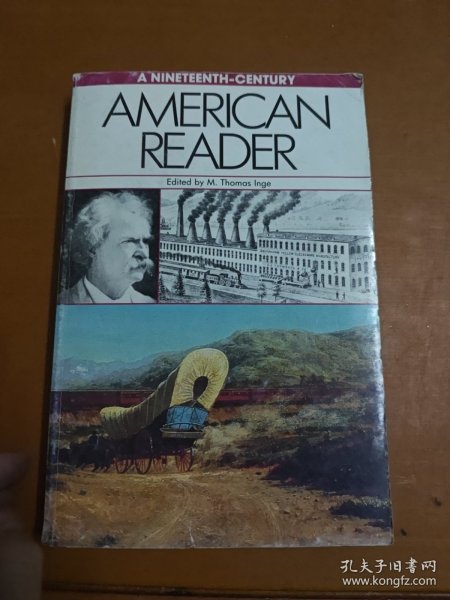 A NINETEENTH-CENTURY
AMERICAN
READER
Edited by M. Thomas Inge
孔夫子旧书网
www.kongfz.com